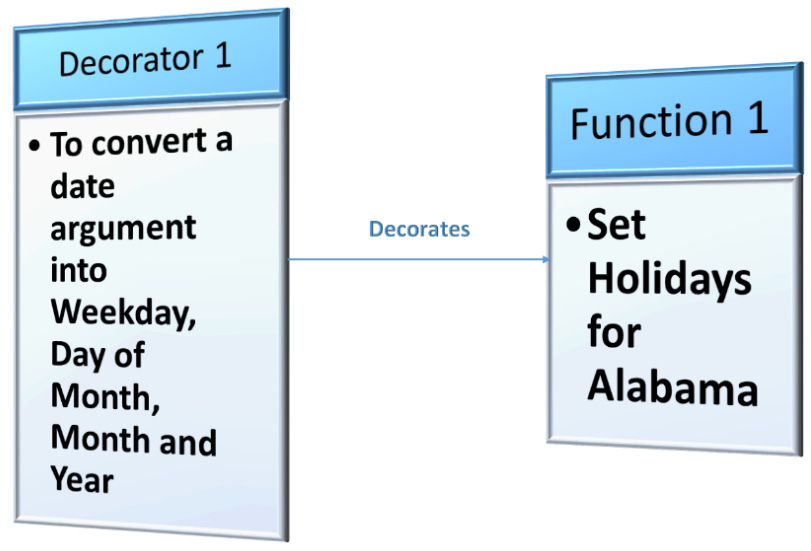 Decorator 1
• To convert a
date
argument
into
Weekday,
Day of
Month,
Month and
Year
Decorates
Function 1
• Set
Holidays
for
Alabama